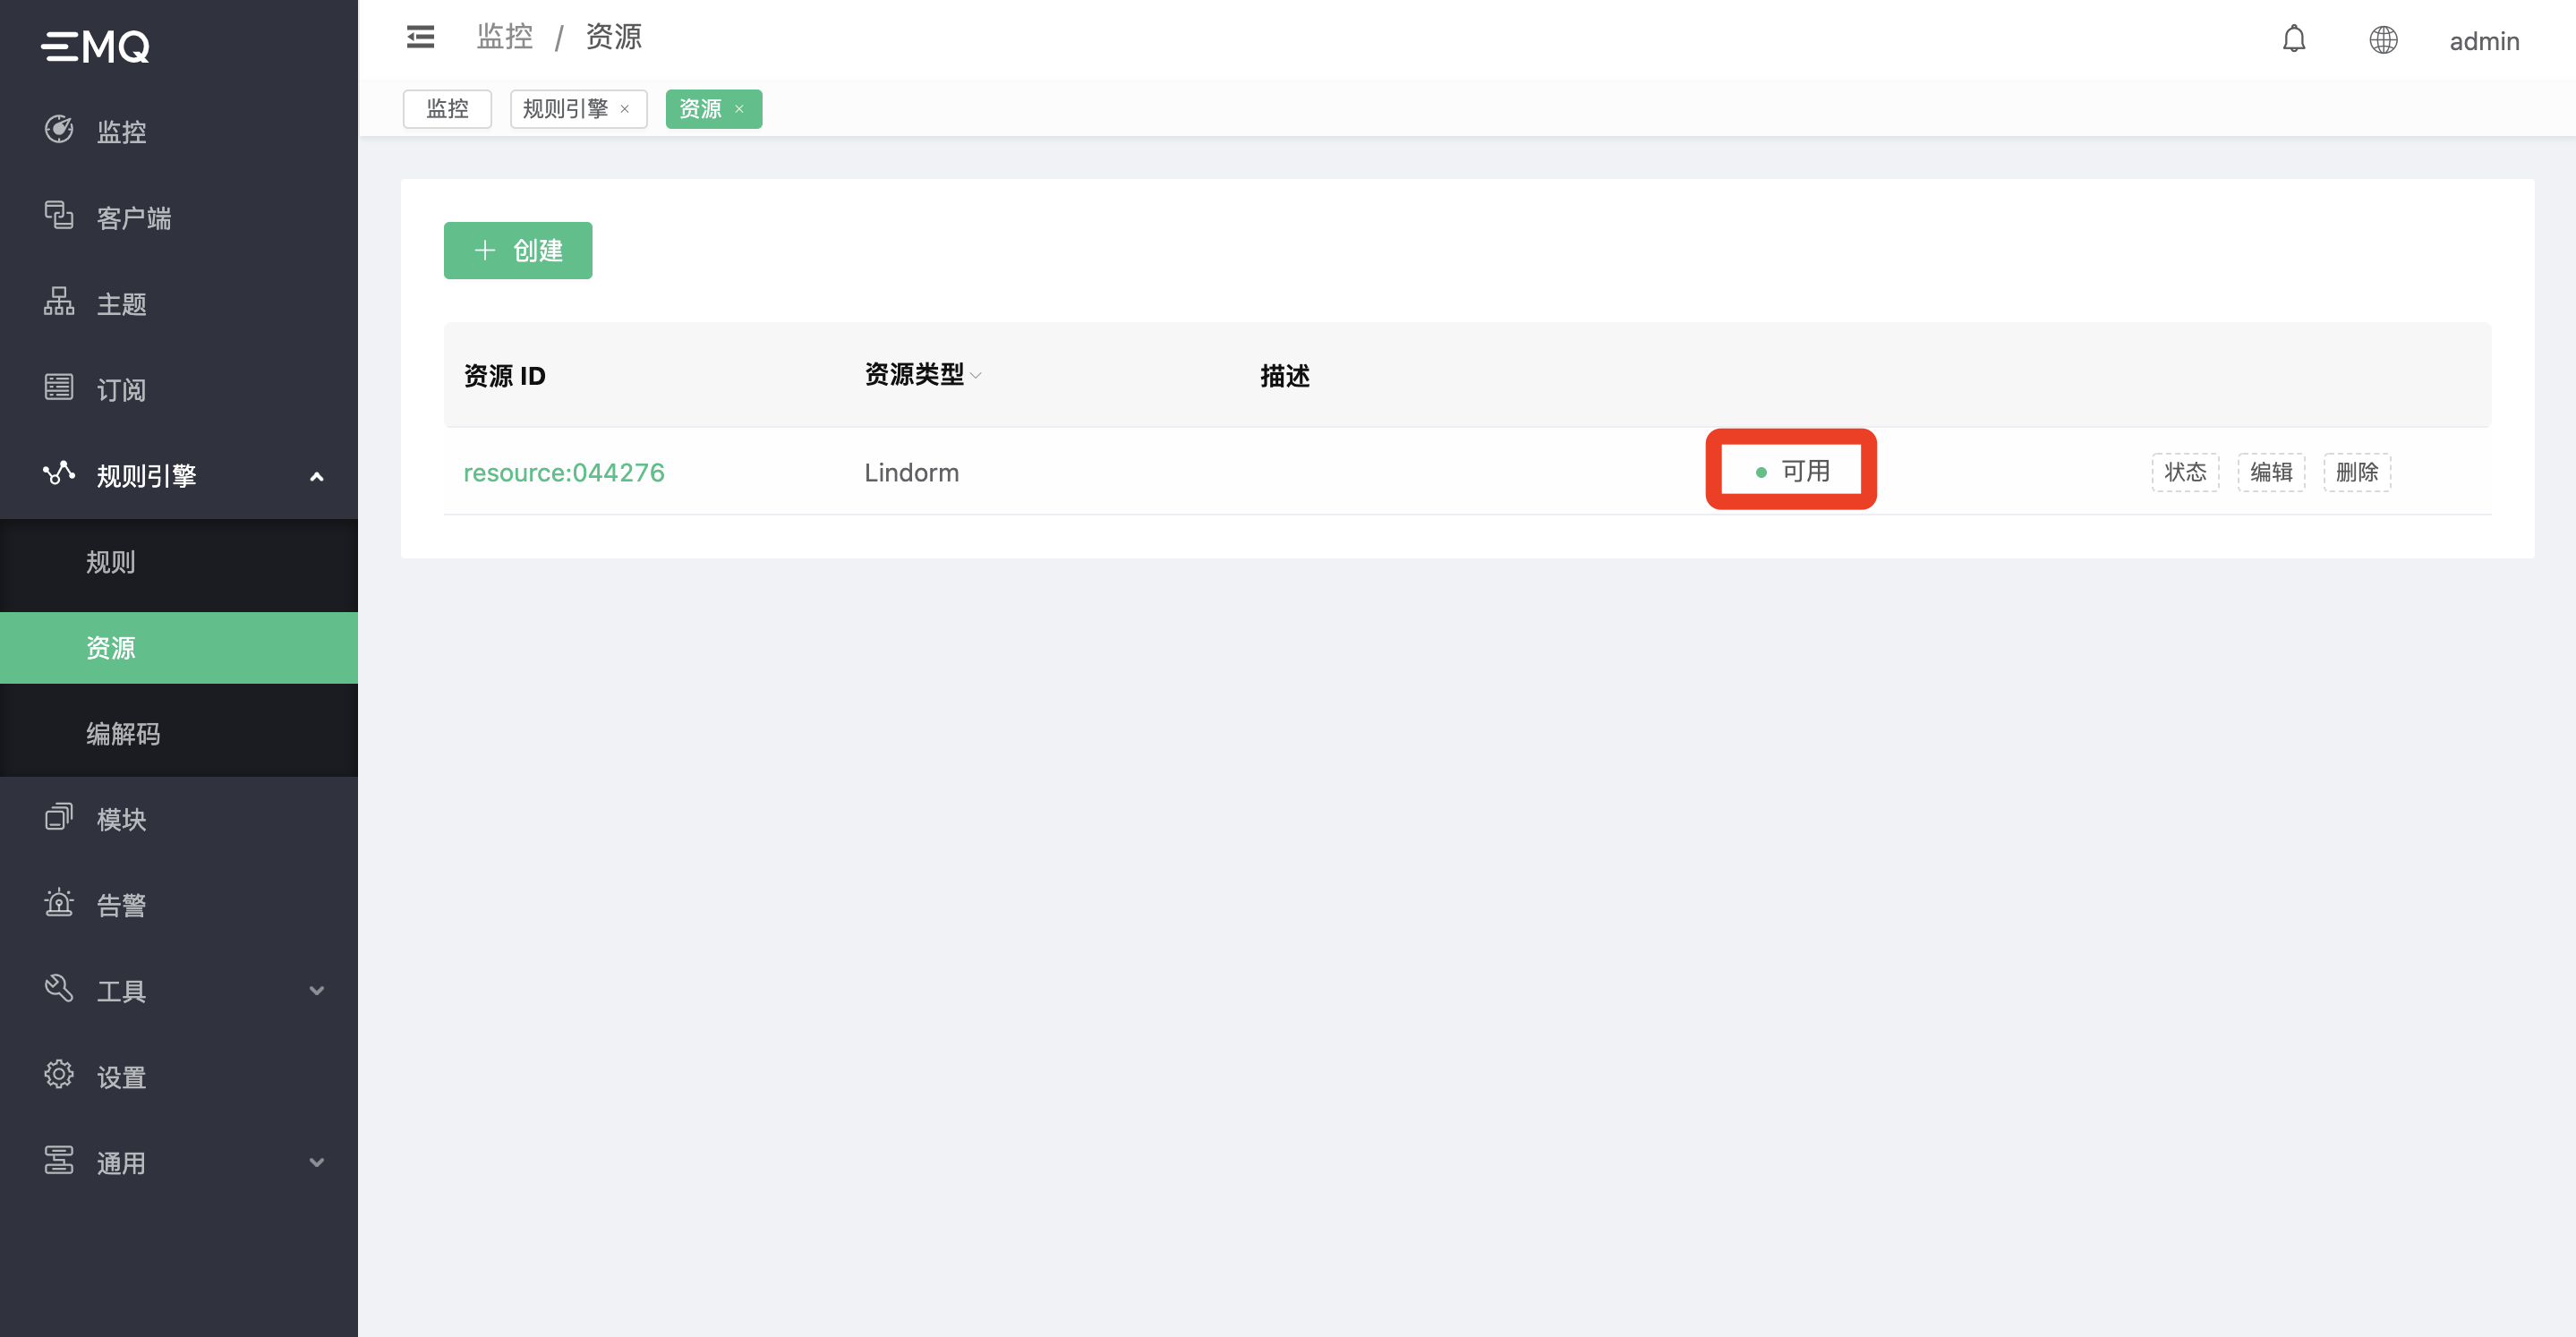 EMQ
监控
客户端
主题
订阅
规则引擎
规则
资源
编解码
模块
告警
工具
设置
通用
监控 / 资源
admin
监控
规则引擎 ×
资源 ×
+ 创建
资源 ID 资源类型 描述
resource:044276 Lindorm 可用 状态 编辑 删除